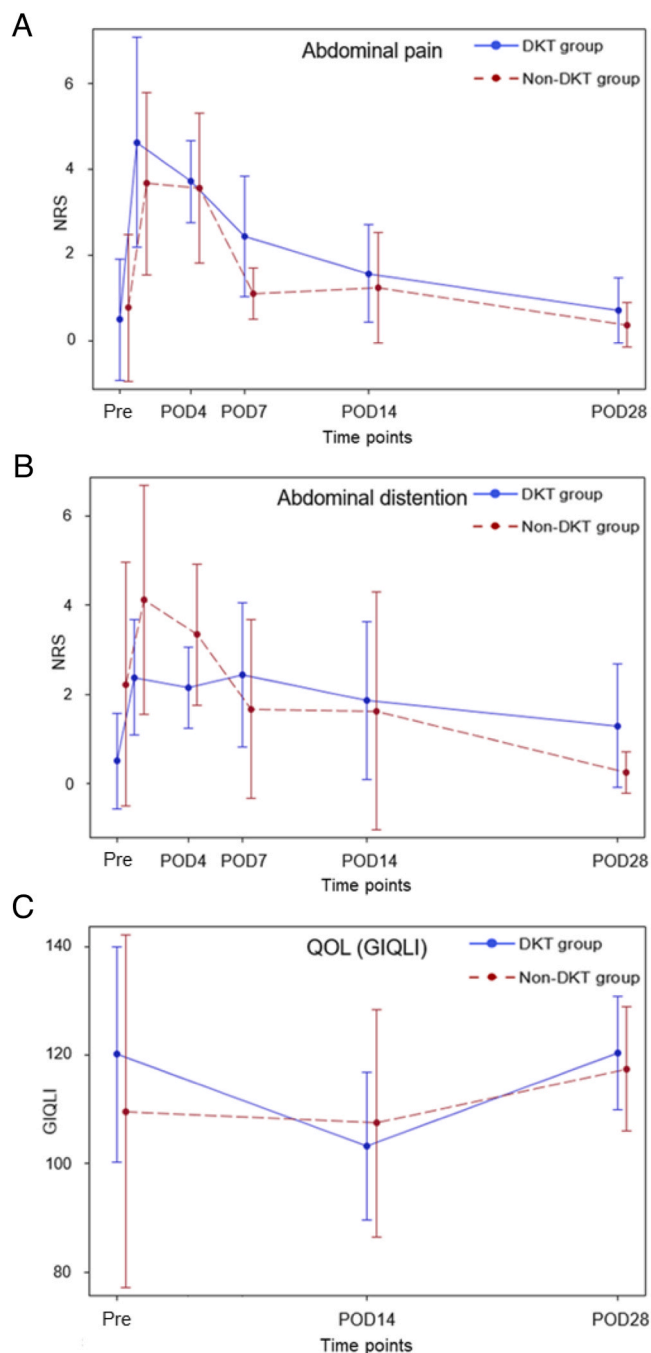 A
Abdominal pain
DKT group
Non-DKT group
6
4
2
0
NRS
Pre
POD4
POD7
POD14
POD28
Time points
B
Abdominal distention
DKT group
Non-DKT group
6
4
2
0
NRS
Pre
POD4
POD7
POD14
POD28
Time points
C
QOL (GIQLI)
DKT group
Non-DKT group
140
120
100
80
GIQLI
Pre
POD14
POD28
Time points